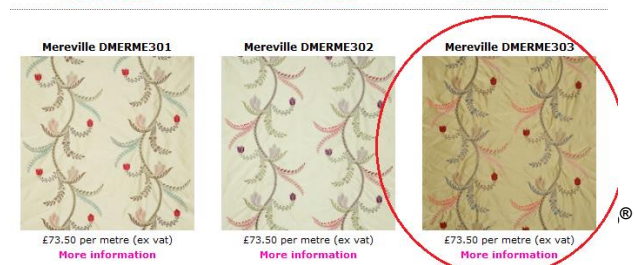 Mereville DMERME301 Mereville DMERME302 Mereville DMERME303
£73.50 per metre (ex vat) £73.50 per metre (ex vat) £73.50 per metre (ex vat)
More information More information More information
®